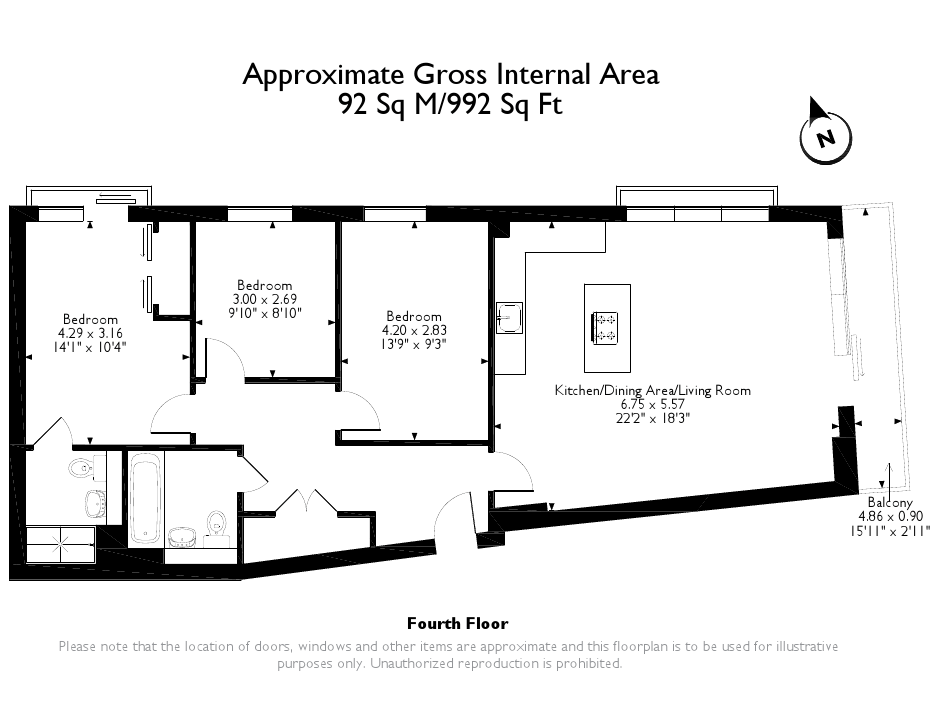 Approximate Gross Internal Area
92 Sq M/992 Sq Ft
N
Bedroom
4.29 x 3.16
14'1" x 10'4"
Bedroom
3.00 x 2.69
9'10" x 8'10"
Bedroom
4.20 x 2.83
13'9" x 9'3"
Kitchen/Dining Area/Living Room
6.75 x 5.57
22'2" x 18'3"
Balcony
4.86 x 0.90
15'11" x 2'11"
Fourth Floor
Please note that the location of doors, windows and other items are approximate and this floorplan is to be used for illustrative
purposes only. Unauthorized reproduction is prohibited.